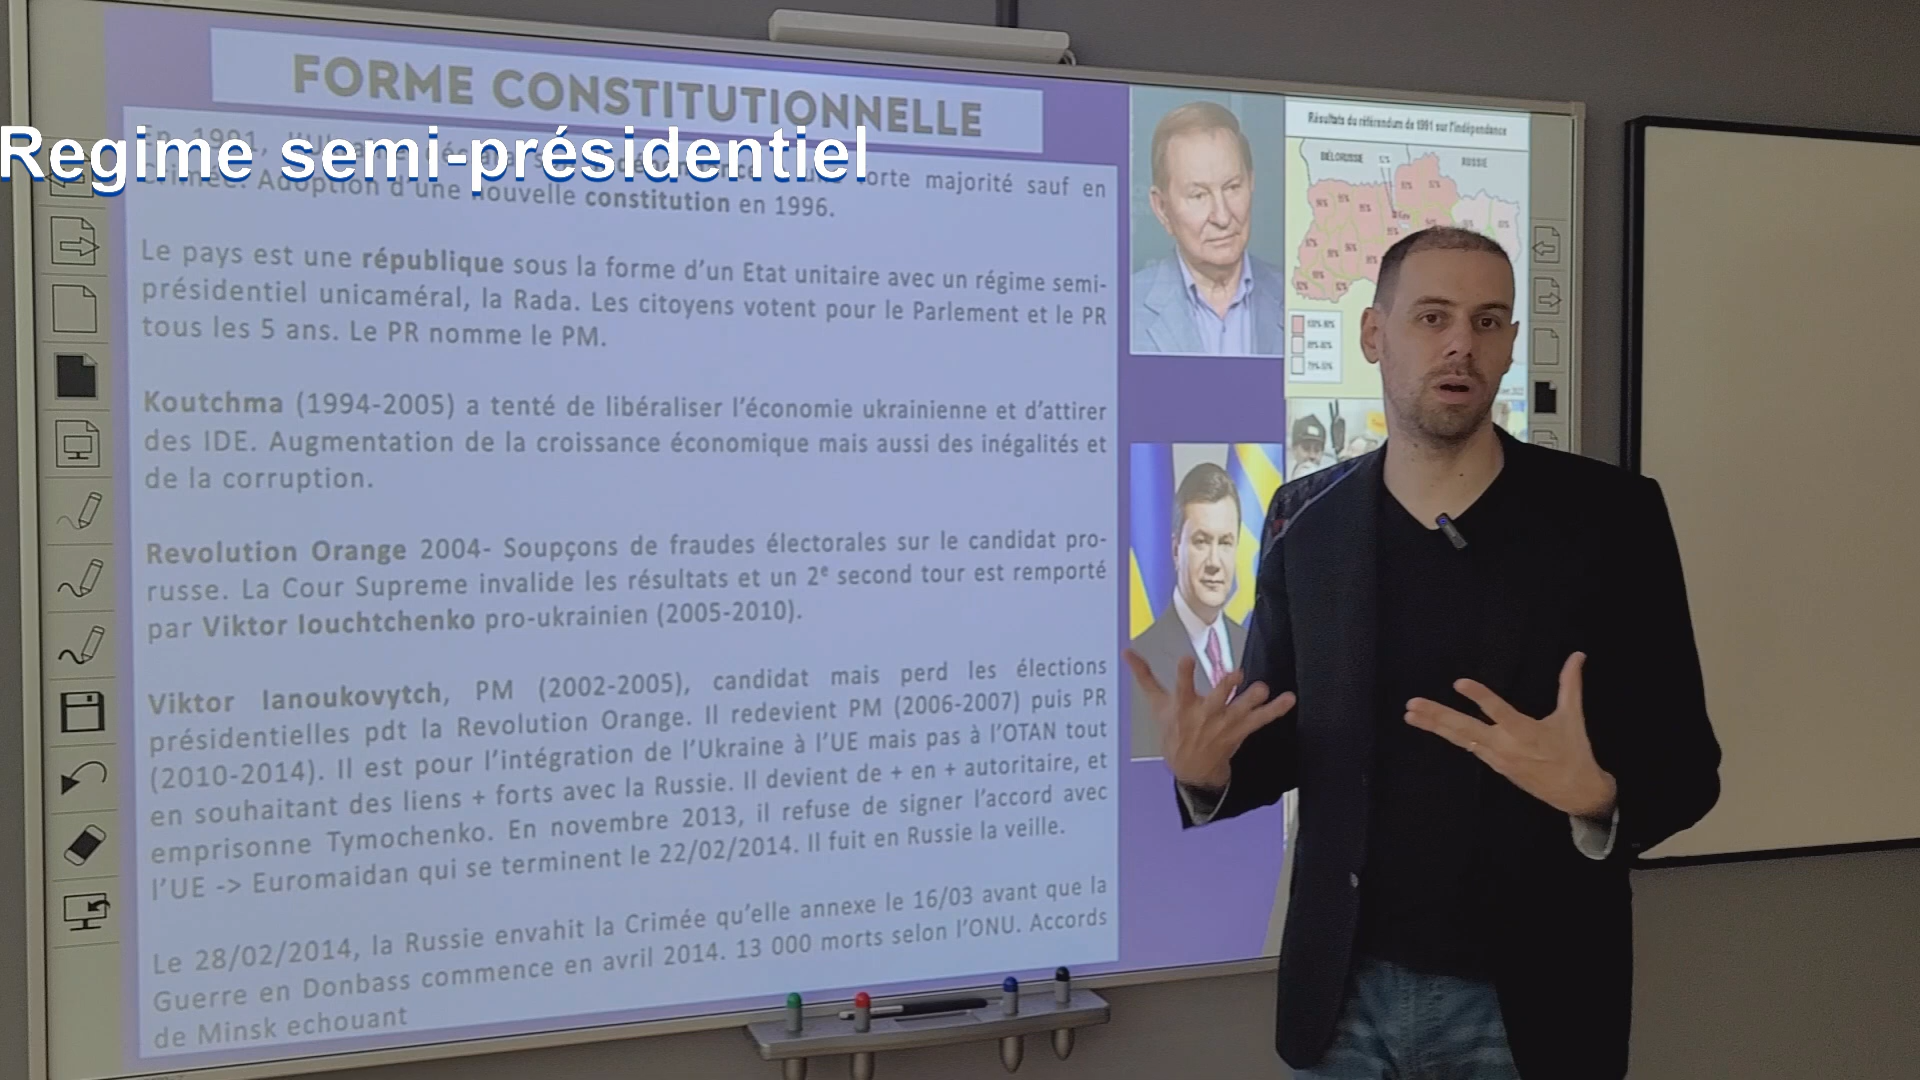 FORME CONSTITUTIONNELLE
Regime semi-présidentiel
En 1991,
orte majorité sauf en
Crimée. Adoption d'une nouvelle constitution en 1996.
Le pays est une république sous la forme d'un Etat unitaire avec un régime semi-
présidentiel unicaméral, la Rada. Les citoyens votent pour le Parlement et le PR
tous les 5 ans. Le PR nomme le PM.
Koutchma (1994-2005) a tenté de libéraliser l'économie ukrainienne et d'attirer
des IDE. Augmentation de la croissance économique mais aussi des inégalités et
de la corruption.
Revolution Orange 2004- Soupçons de fraudes électorales sur le candidat pro-
russe. La Cour Supreme invalide les résultats et un 2e second tour est remporté
par Viktor Iouchtchenko pro-ukrainien (2005-2010).
Viktor Ianoukovytch, PM (2002-2005), candidat mais perd les élections
présidentielles pdt la Revolution Orange. Il redevient PM (2006-2007) puis PR
(2010-2014). Il est pour l'intégration de l'Ukraine à l'UE mais pas à l'OTAN tout
en souhaitant des liens + forts avec la Russie. Il devient de + en + autoritaire, et
emprisonne Tymochenko. En novembre 2013, il refuse de signer l'accord avec
l'UE -> Euromaidan qui se terminent le 22/02/2014. Il fuit en Russie la veille.
Le 28/02/2014, la Russie envahit la Crimée qu'elle annexe le 16/03 avant que la
Guerre en Donbass commence en avril 2014. 13 000 morts selon l'ONU. Accords
de Minsk echouant
Résultats du référendum de 1991 sur l'indépendance
BIÉLORUSSIE
RUSSIE